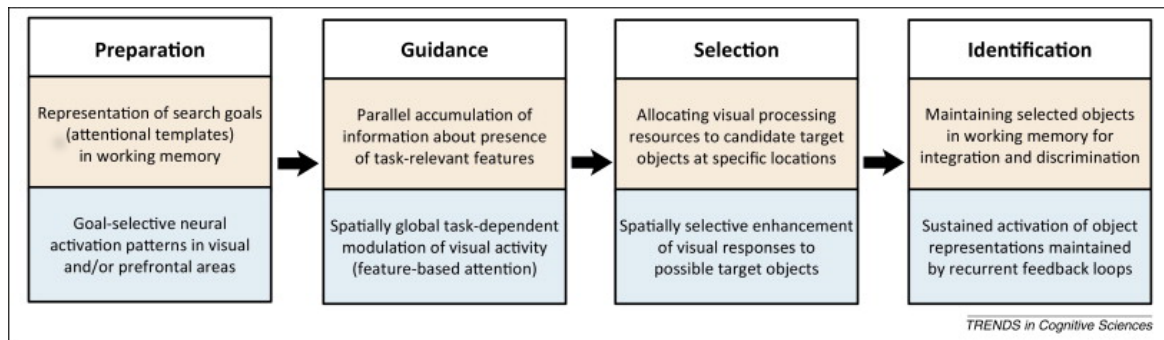 Preparation
Representation of search goals
(attentional templates)
in working memory
Goal-selective neural
activation patterns in visual
and/or prefrontal areas
Guidance
Parallel accumulation of
information about presence
of task-relevant features
Spatially global task-dependent
modulation of visual activity
(feature-based attention)
Selection
Allocating visual processing
resources to candidate target
objects at specific locations
Spatially selective enhancement
of visual responses to
possible target objects
Identification
Maintaining selected objects
in working memory for
integration and discrimination
Sustained activation of object
representations maintained
by recurrent feedback loops
TRENDS in Cognitive Sciences